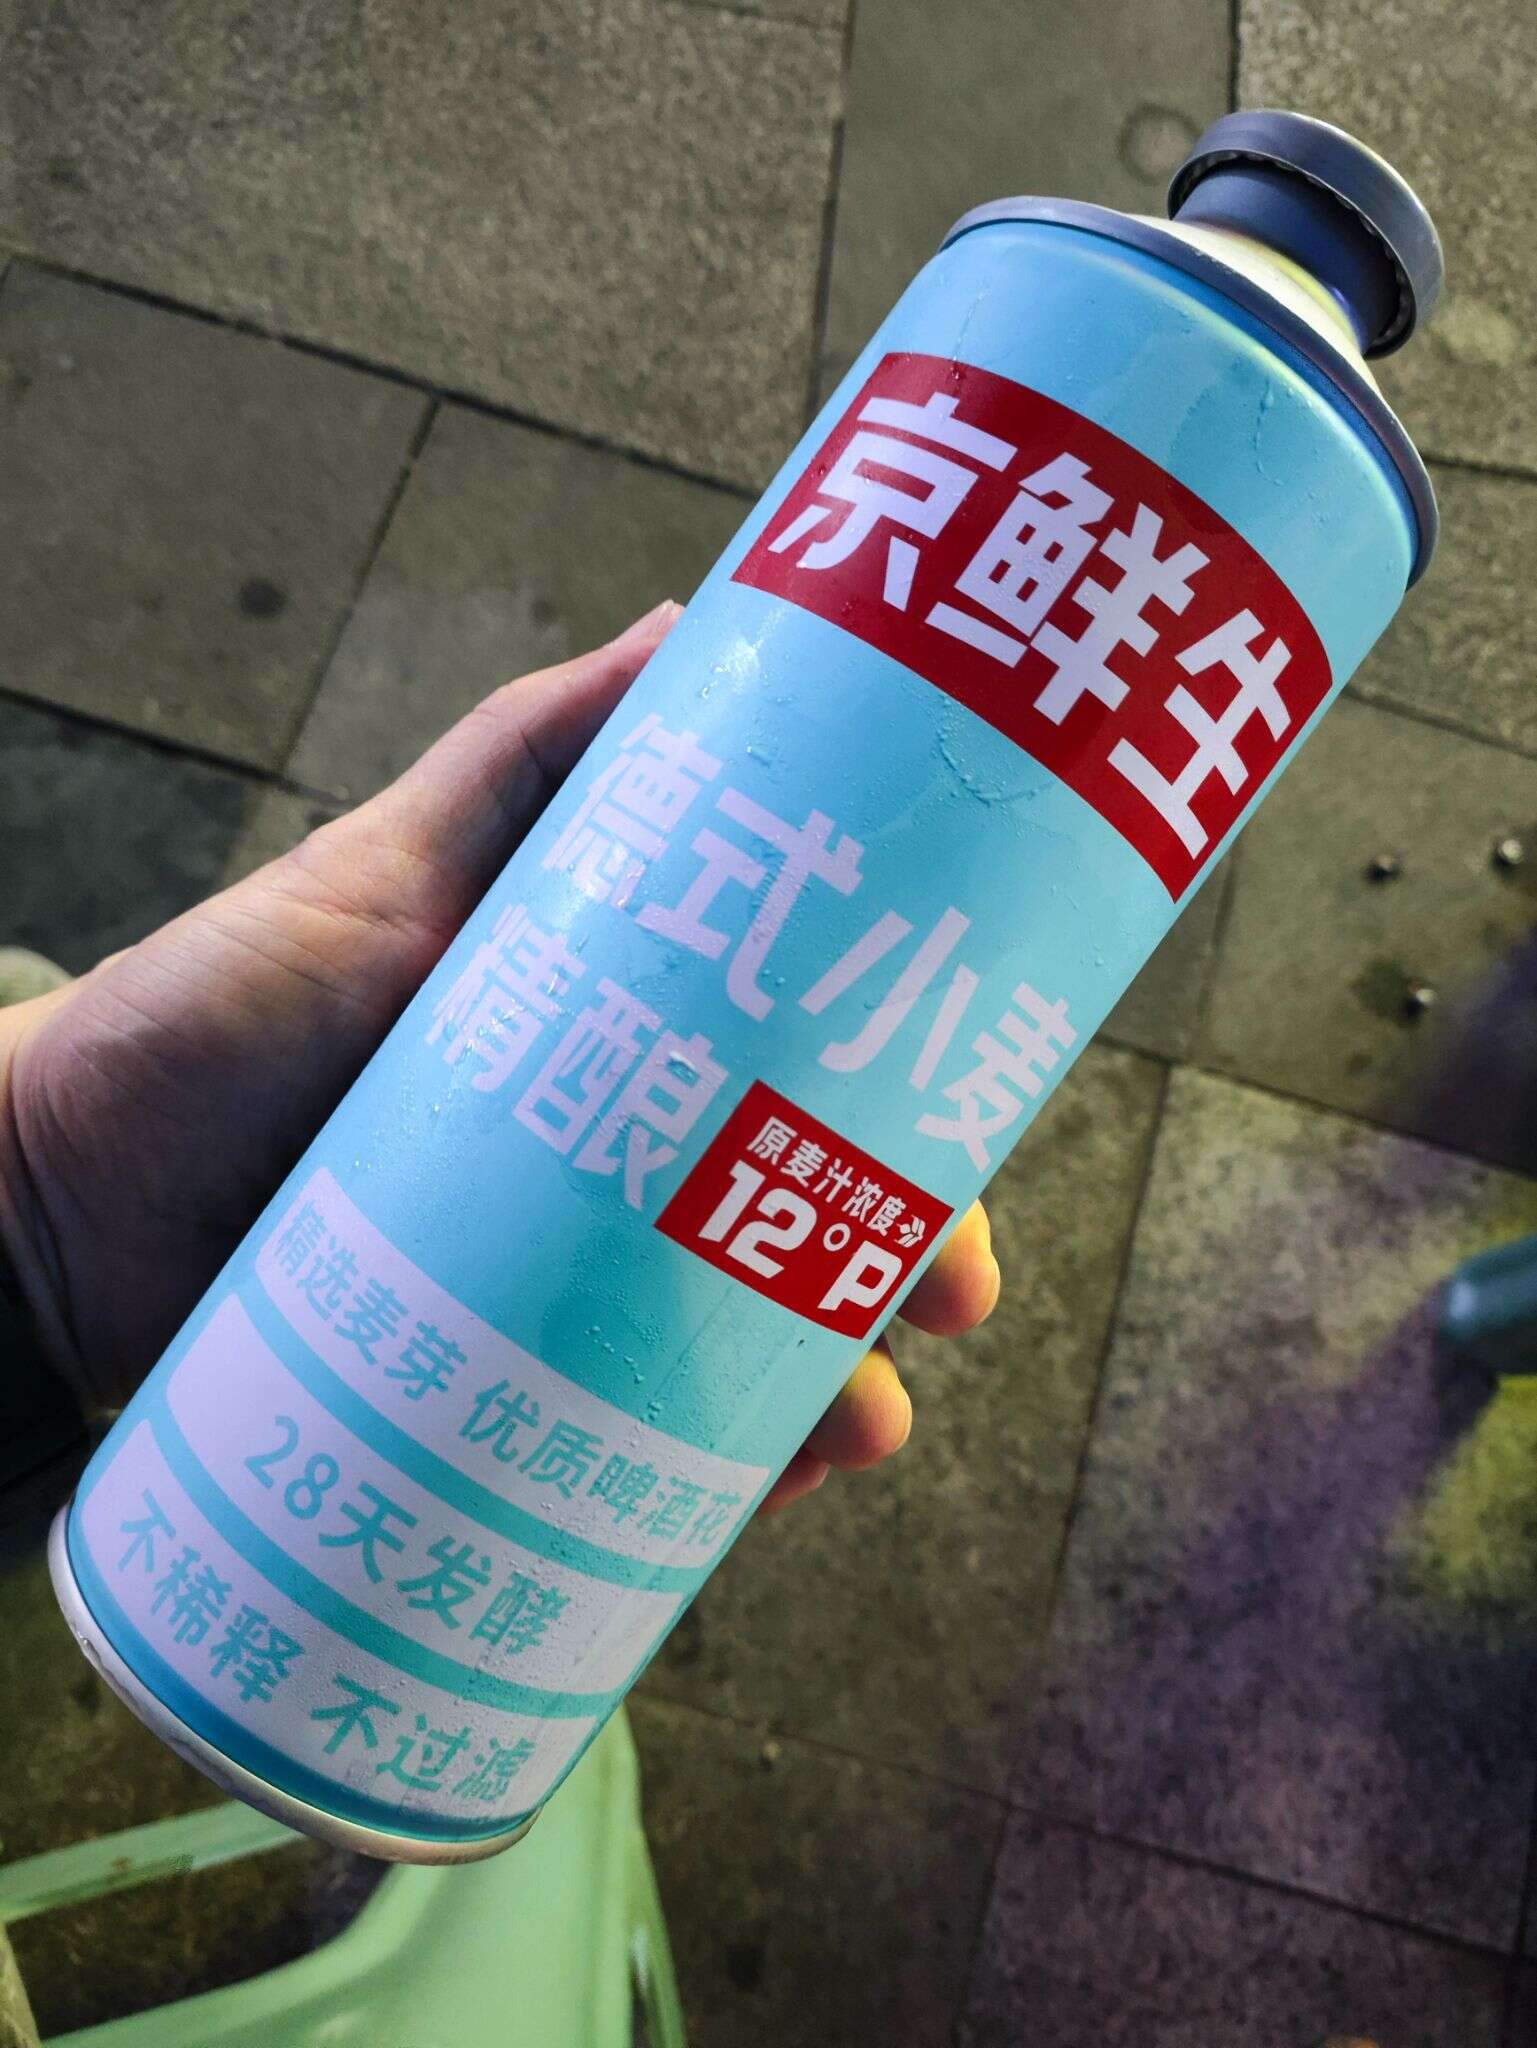 京鲜生
德式小麦
精酿
原麦汁浓度
12°P
精选麦芽 优质啤酒花
28天发酵
不稀释 不过滤